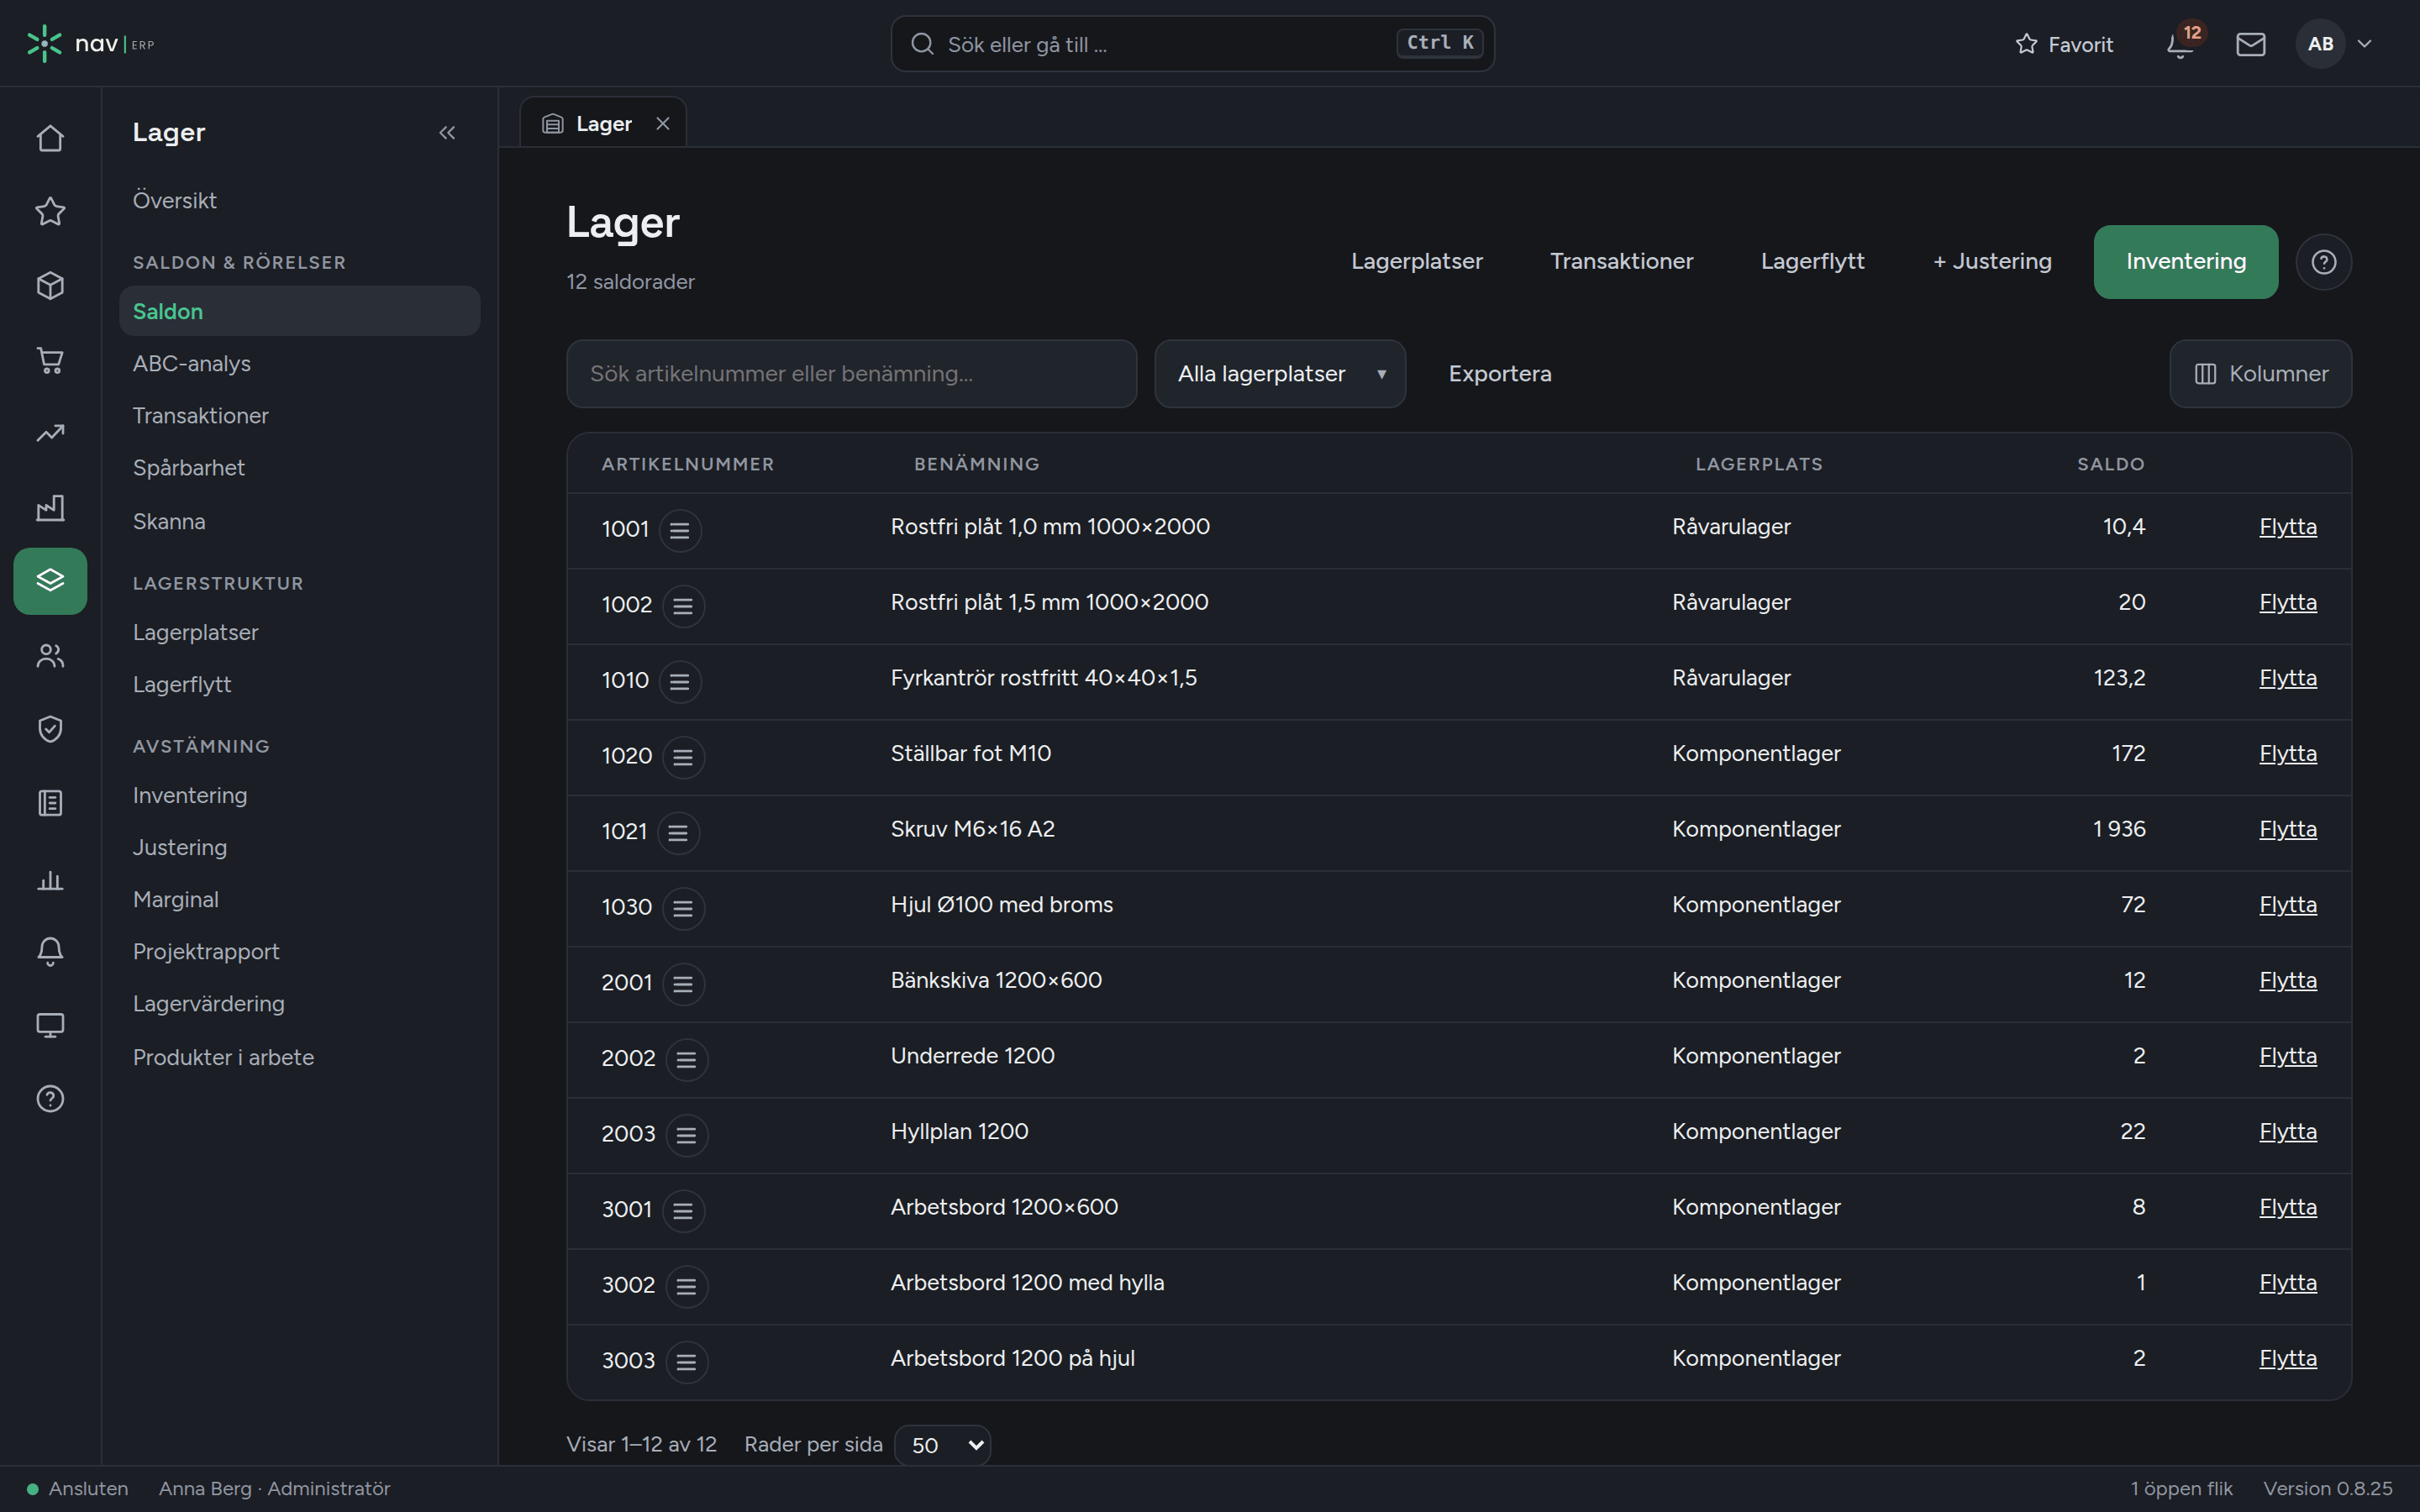 nav | ERP
Sök eller gå till ...
Ctrl K
Favorit
12
AB
Lager
Översikt
SALDON & RÖRELSER
Saldon
ABC-analys
Transaktioner
Spårbarhet
Skanna
LAGERSTRUKTUR
Lagerplatser
Lagerflytt
AVSTÄMNING
Inventering
Justering
Marginal
Projektrapport
Lagervärdering
Produkter i arbete
Lager
Lager
12 saldorader
Lagerplatser
Transaktioner
Lagerflytt
+ Justering
Inventering
Sök artikelnummer eller benämning...
Alla lagerplatser
Exportera
Kolumner
ARTIKELNUMMER BENÄMNING LAGERPLATS SALDO
1001 Rostfri plåt 1,0 mm 1000×2000 Råvarulager 10,4 Flytta
1002 Rostfri plåt 1,5 mm 1000×2000 Råvarulager 20 Flytta
1010 Fyrkantrör rostfritt 40×40×1,5 Råvarulager 123,2 Flytta
1020 Ställbar fot M10 Komponentlager 172 Flytta
1021 Skruv M6×16 A2 Komponentlager 1 936 Flytta
1030 Hjul Ø100 med broms Komponentlager 72 Flytta
2001 Bänkskiva 1200×600 Komponentlager 12 Flytta
2002 Underrede 1200 Komponentlager 2 Flytta
2003 Hyllplan 1200 Komponentlager 22 Flytta
3001 Arbetsbord 1200×600 Komponentlager 8 Flytta
3002 Arbetsbord 1200 med hylla Komponentlager 1 Flytta
3003 Arbetsbord 1200 på hjul Komponentlager 2 Flytta
Visar 1–12 av 12 Rader per sida 50
Ansluten Anna Berg · Administratör 1 öppen flik Version 0.8.25